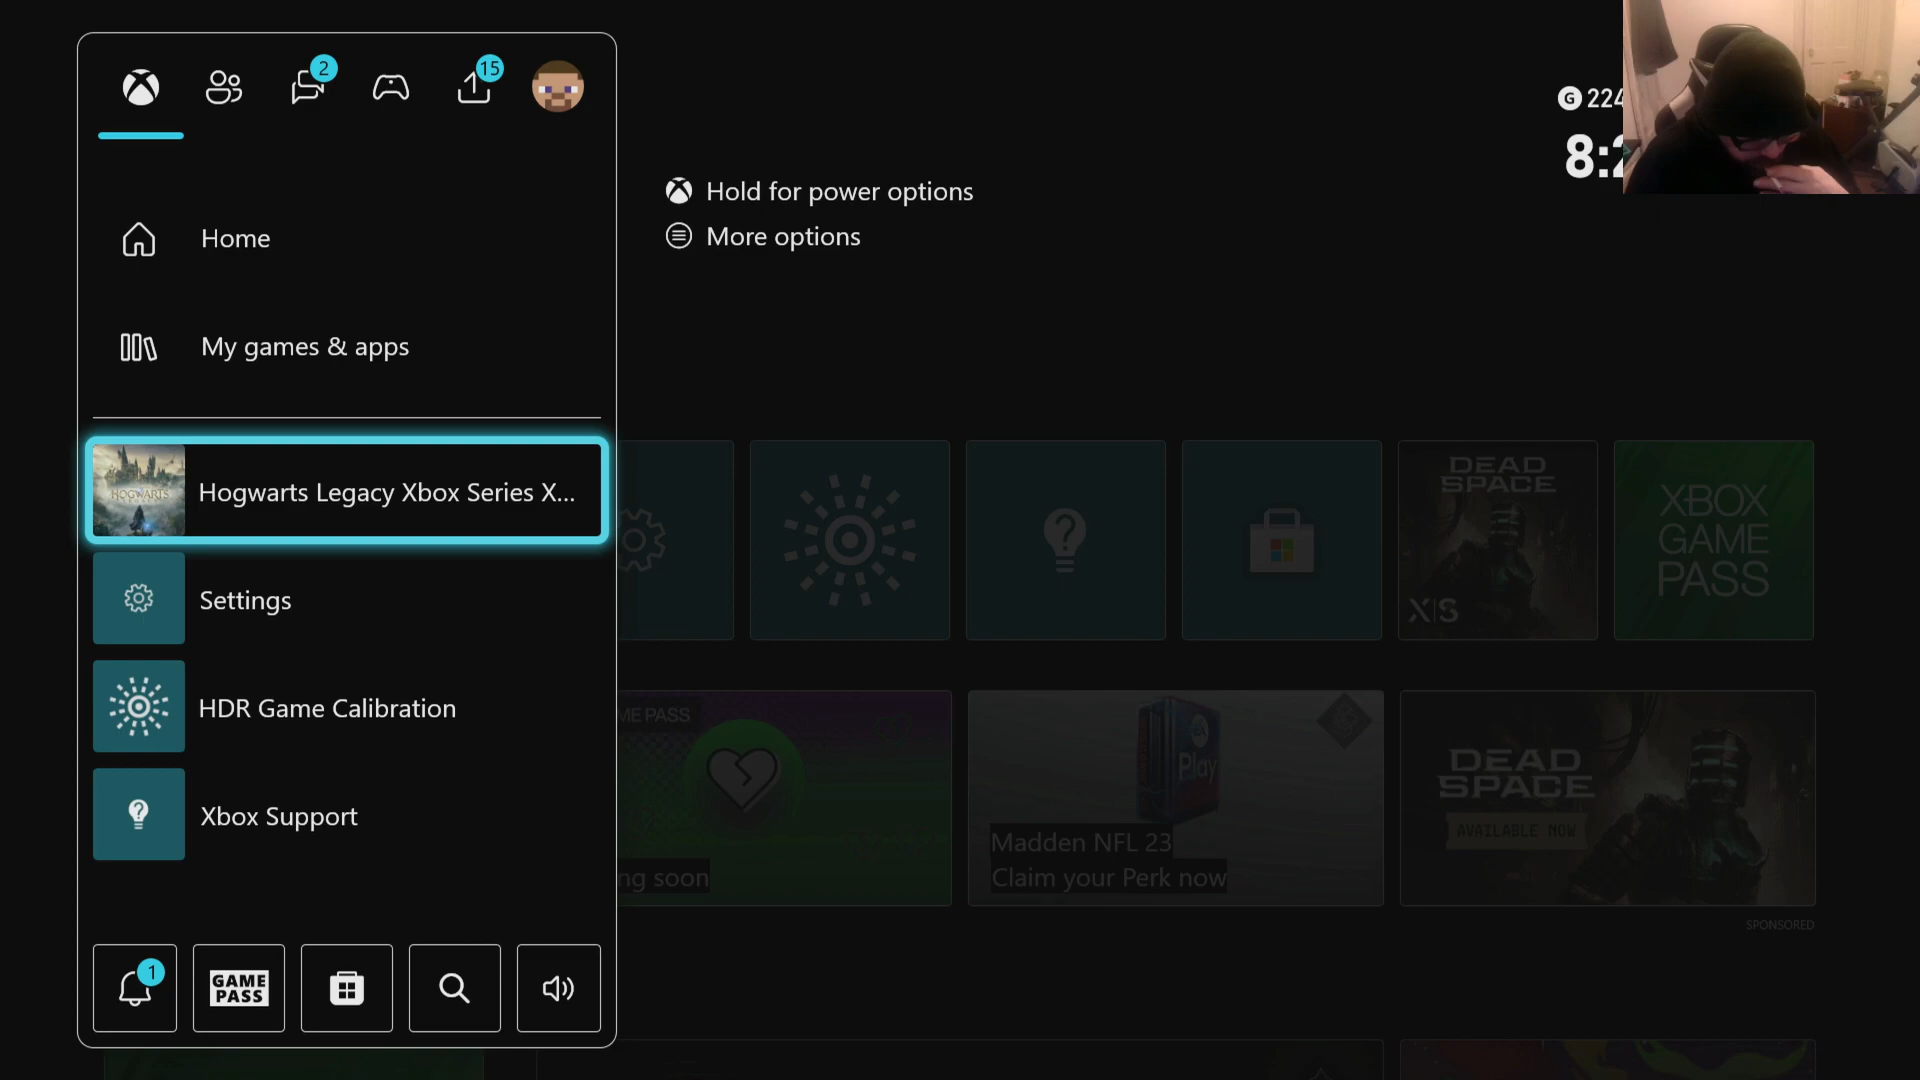 2
15
G 224
8:2
Hold for power options
More options
Home
My games & apps
HOGWARTS
Hogwarts Legacy Xbox Series X...
Settings
HDR Game Calibration
Xbox Support
DEAD
SPACE
X|S
XBOX
GAME
PASS
ME PASS
ng soon
EA
Play
Madden NFL 23
Claim your Perk now
DEAD
SPACE
AVAILABLE NOW
SPONSORED
1
GAME
PASS